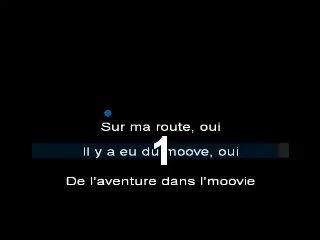 Sur ma route, oui
Il y a eu du moove, oui
1
De l'aventure dans l'moovie